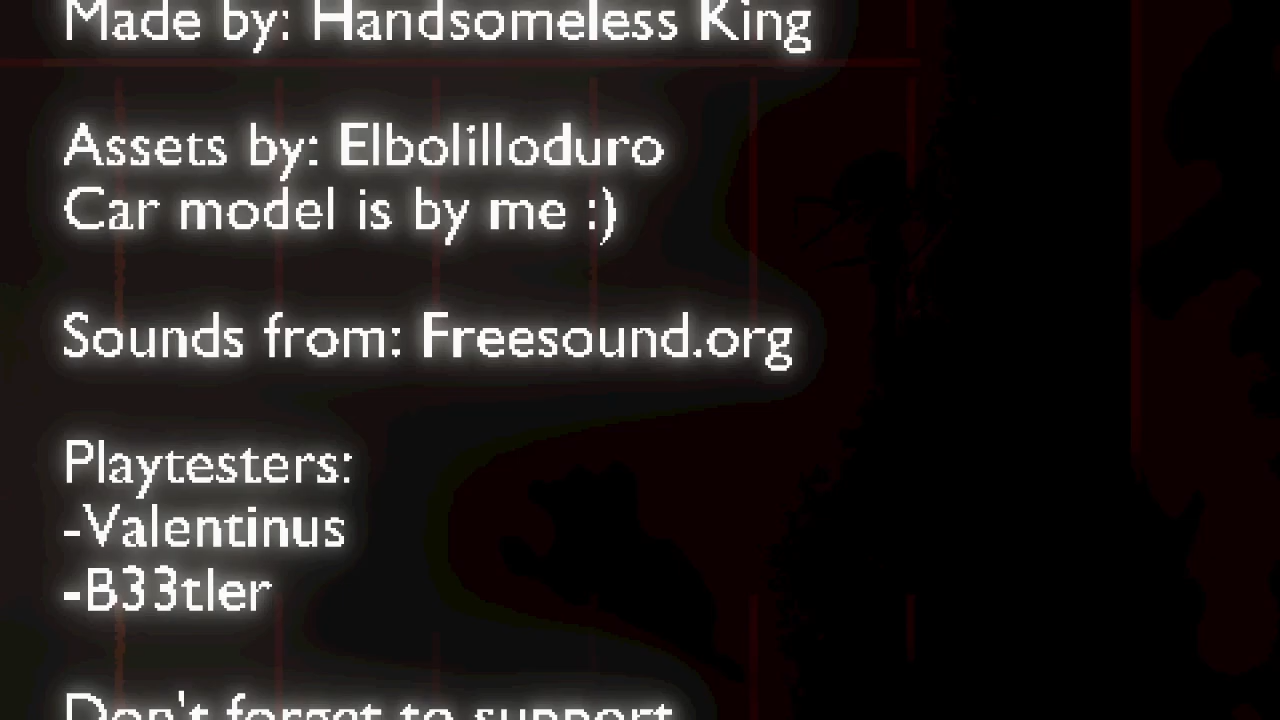 Made by: Handsomeless King
Assets by: Elbolilloduro
Car model is by me :)
Sounds from: Freesound.org
Playtesters:
-Valentinus
-B33tler
Don't forget to support